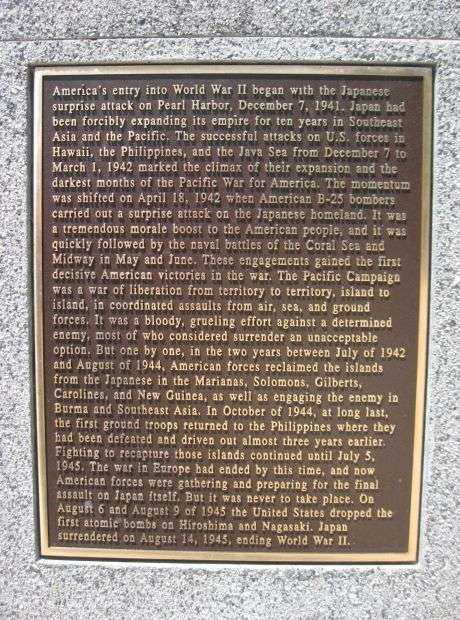 America's entry into World War II began with the Japanese
surprise attack on Pearl Harbor, December 7, 1941. Japan had
been forcibly expanding its empire for ten years in Southeast
Asia and the Pacific. The successful attacks on U.S. forces in
Hawaii, the Philippines, and the Java Sea from December 7 to
March 1, 1942 marked the climax of their expansion and the
darkest months of the Pacific War for America. The momentum
was shifted on April 18, 1942 when American B-25 bombers
carried out a surprise attack on the Japanese homeland. It was
a tremendous morale boost to the American people, and it was
quickly followed by the naval battles of the Coral Sea and
Midway in May and June. These engagements gained the first
decisive American victories in the war. The Pacific Campaign
was a war of liberation from territory to territory, island to
island, in coordinated assaults from air, sea, and ground
forces. It was a bloody, grueling effort against a determined
enemy, most of who considered surrender an unacceptable
option. But one by one, in the two years between July of 1942
and August of 1944, American forces reclaimed the islands
from the Japanese in the Marianas, Solomons, Gilberts,
Carolines, and New Guinea, as well as engaging the enemy in
Burma and Southeast Asia. In October of 1944, at long last,
the first ground troops returned to the Philippines where they
had been defeated and driven out almost three years earlier.
Fighting to recapture those islands continued until July 5,
1945. The war in Europe had ended by this time, and now
American forces were gathering and preparing for the final
assault on Japan itself. But it was never to take place. On
August 6 and August 9 of 1945 the United States dropped the
first atomic bombs on Hiroshima and Nagasaki. Japan
surrendered on August 14, 1945, ending World War II.